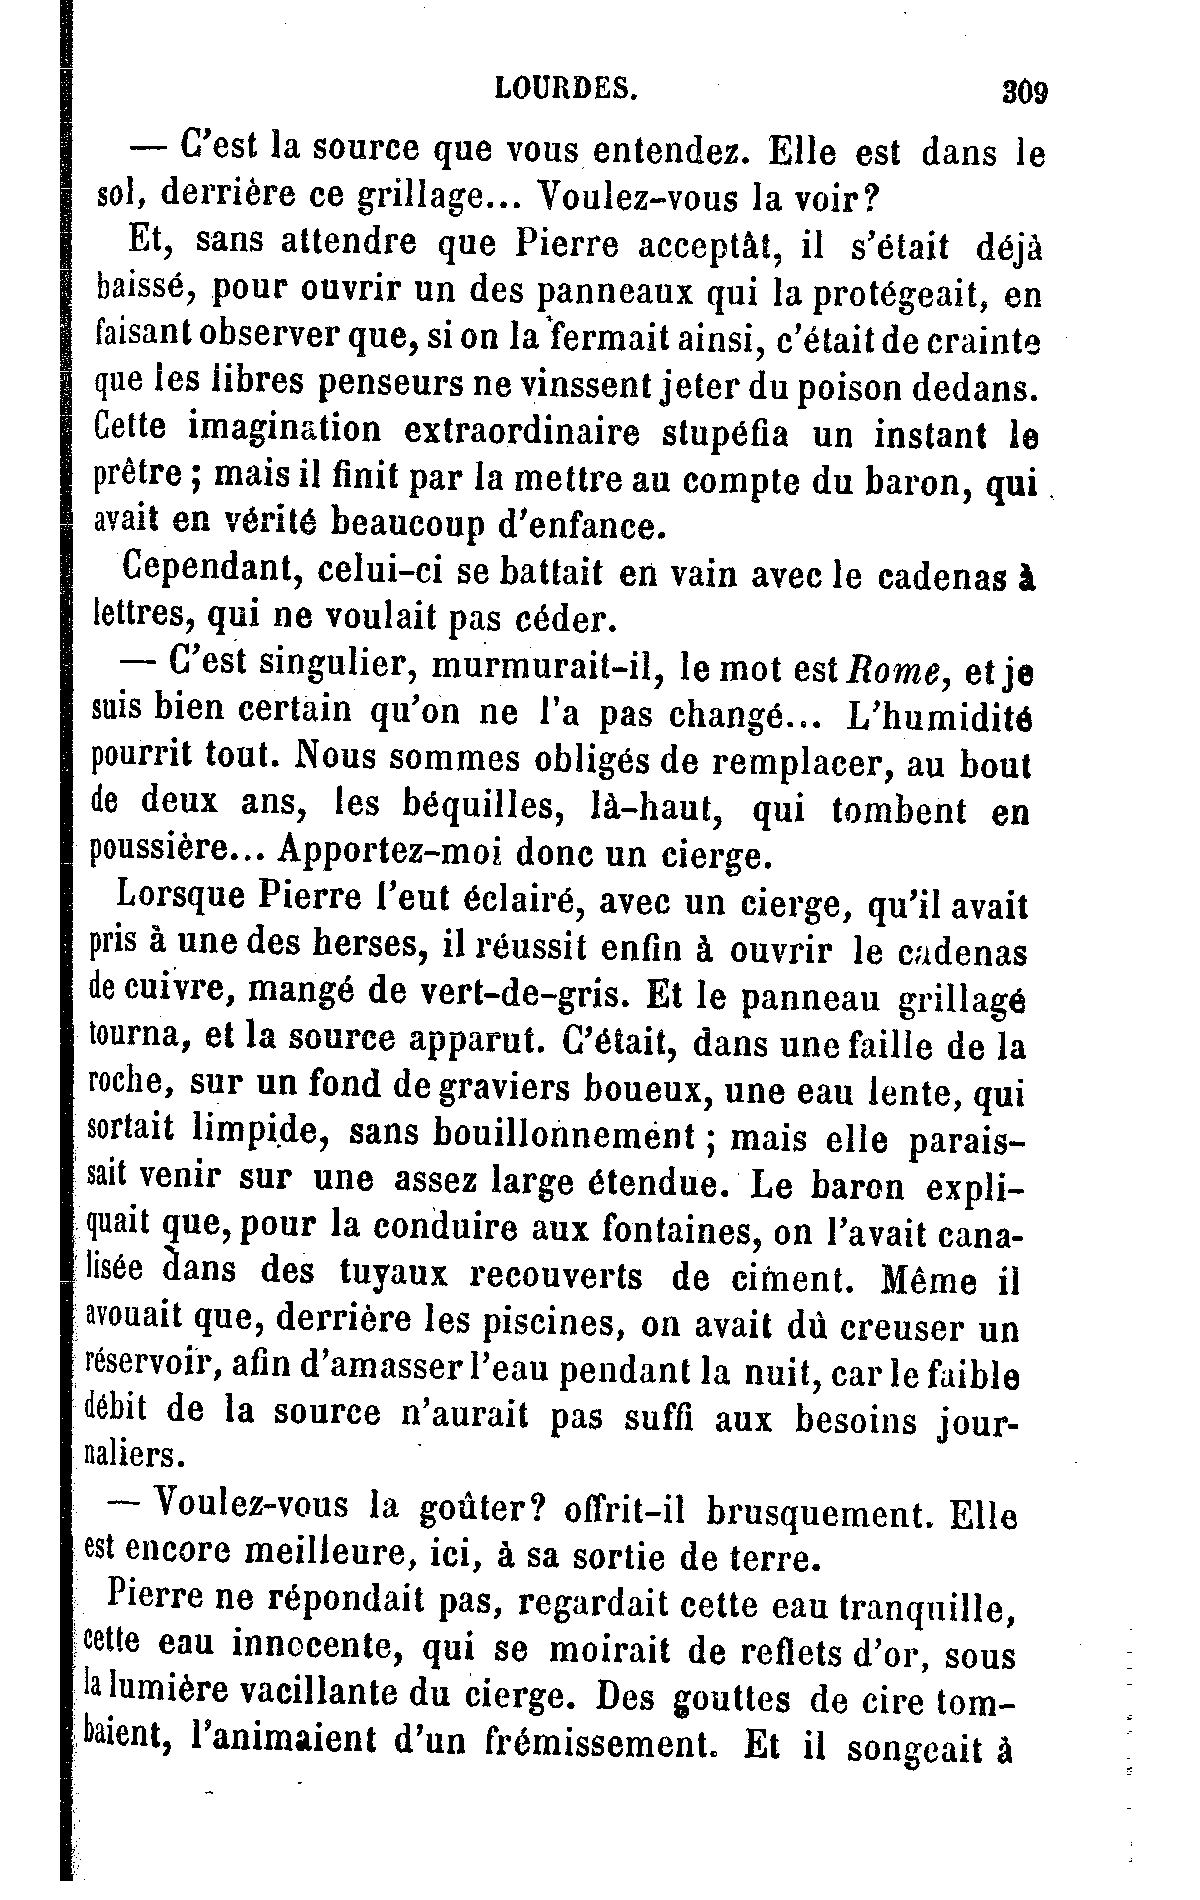 LOURDES. 309
— C'est la source que vous entendez. Elle est dans le
sol, derrière ce grillage... Voulez-vous la voir?
Et, sans attendre que Pierre acceptât, il s'était déjà
baissé, pour ouvrir un des panneaux qui la protégeait, en
faisant observer que, si on la fermait ainsi, c'était de crainte
que les libres penseurs ne vinssent jeter du poison dedans.
Cette imagination extraordinaire stupéfia un instant le
prêtre ; mais il finit par la mettre au compte du baron, qui
avait en vérité beaucoup d'enfance.
Cependant, celui-ci se battait en vain avec le cadenas à
lettres, qui ne voulait pas céder.
— C'est singulier, murmurait-il, le mot est Rome, et je
suis bien certain qu'on ne l'a pas changé... L'humidité
pourrit tout. Nous sommes obligés de remplacer, au bout
de deux ans, les béquilles, là-haut, qui tombent en
poussière... Apportez-moi donc un cierge.
Lorsque Pierre l'eut éclairé, avec un cierge, qu'il avait
pris à une des herses, il réussit enfin à ouvrir le cadenas
de cuivre, mangé de vert-de-gris. Et le panneau grillagé
tourna, et la source apparut. C'était, dans une faille de la
roche, sur un fond de graviers boueux, une eau lente, qui
sortait limpide, sans bouillonnement ; mais elle parais-
sait venir sur une assez large étendue. Le baron expli-
quait que, pour la conduire aux fontaines, on l'avait cana-
lisée dans des tuyaux recouverts de ciment. Même il
avouait que, derrière les piscines, on avait dû creuser un
réservoir, afin d'amasser l'eau pendant la nuit, car le faible
débit de la source n'aurait pas suffi aux besoins jour-
naliers.
— Voulez-vous la goûter? offrit-il brusquement. Elle
est encore meilleure, ici, à sa sortie de terre.
Pierre ne répondait pas, regardait cette eau tranquille,
cette eau innocente, qui se moirait de reflets d'or, sous
la lumière vacillante du cierge. Des gouttes de cire tom-
baient, l'animaient d'un frémissement. Et il songeait à